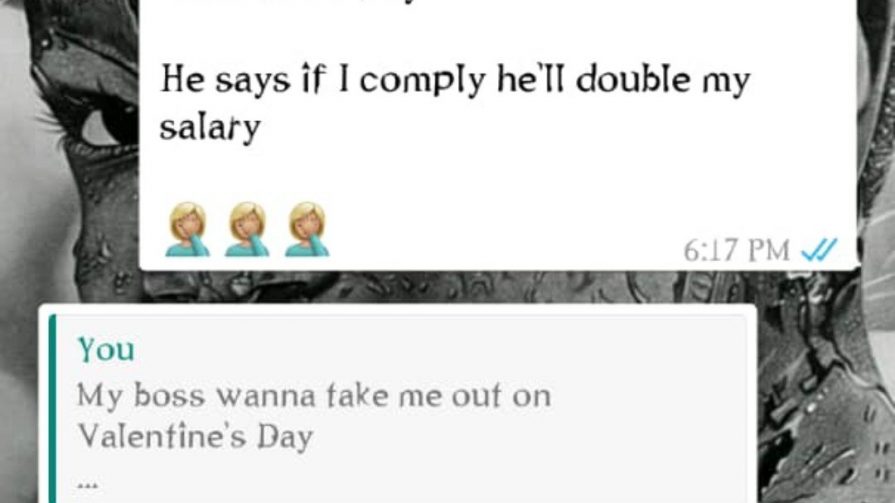 He says if I comply he'll double my
salary
🤦🏼‍♀️🤦🏼‍♀️🤦🏼‍♀️
6:17 PM
You
My boss wanna take me out on
Valentine's Day
...